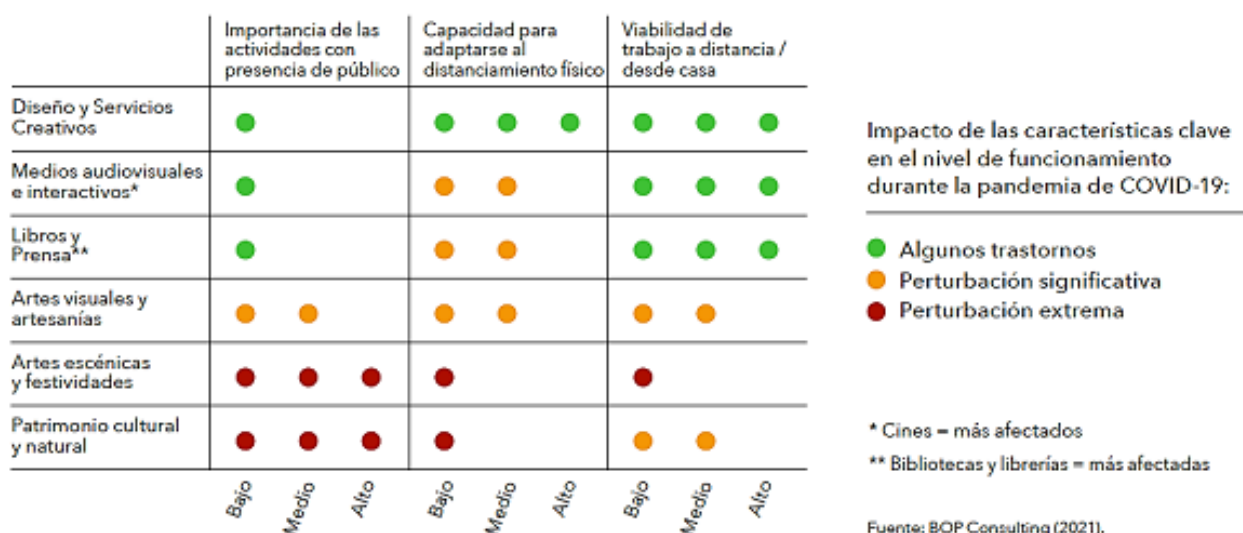 Importancia de las
actividades con
presencia de público
Capacidad para
adaptarse al
distanciamiento físico
Viabilidad de
trabajo a distancia /
desde casa
Diseño y Servicios
Creativos
Medios audiovisuales
e interactivos*
Libros y
Prensa**
Artes visuales y
artesanías
Artes escénicas
y festividades
Patrimonio cultural
y natural
Bajo
Medio
Alto
Bajo
Medio
Alto
Bajo
Medio
Alto
Impacto de las características clave
en el nivel de funcionamiento
durante la pandemia de COVID-19:
Algunos trastornos
Perturbación significativa
Perturbación extrema
* Cines = más afectados
** Bibliotecas y librerías = más afectadas
Fuente: BOP Consulting (2021).